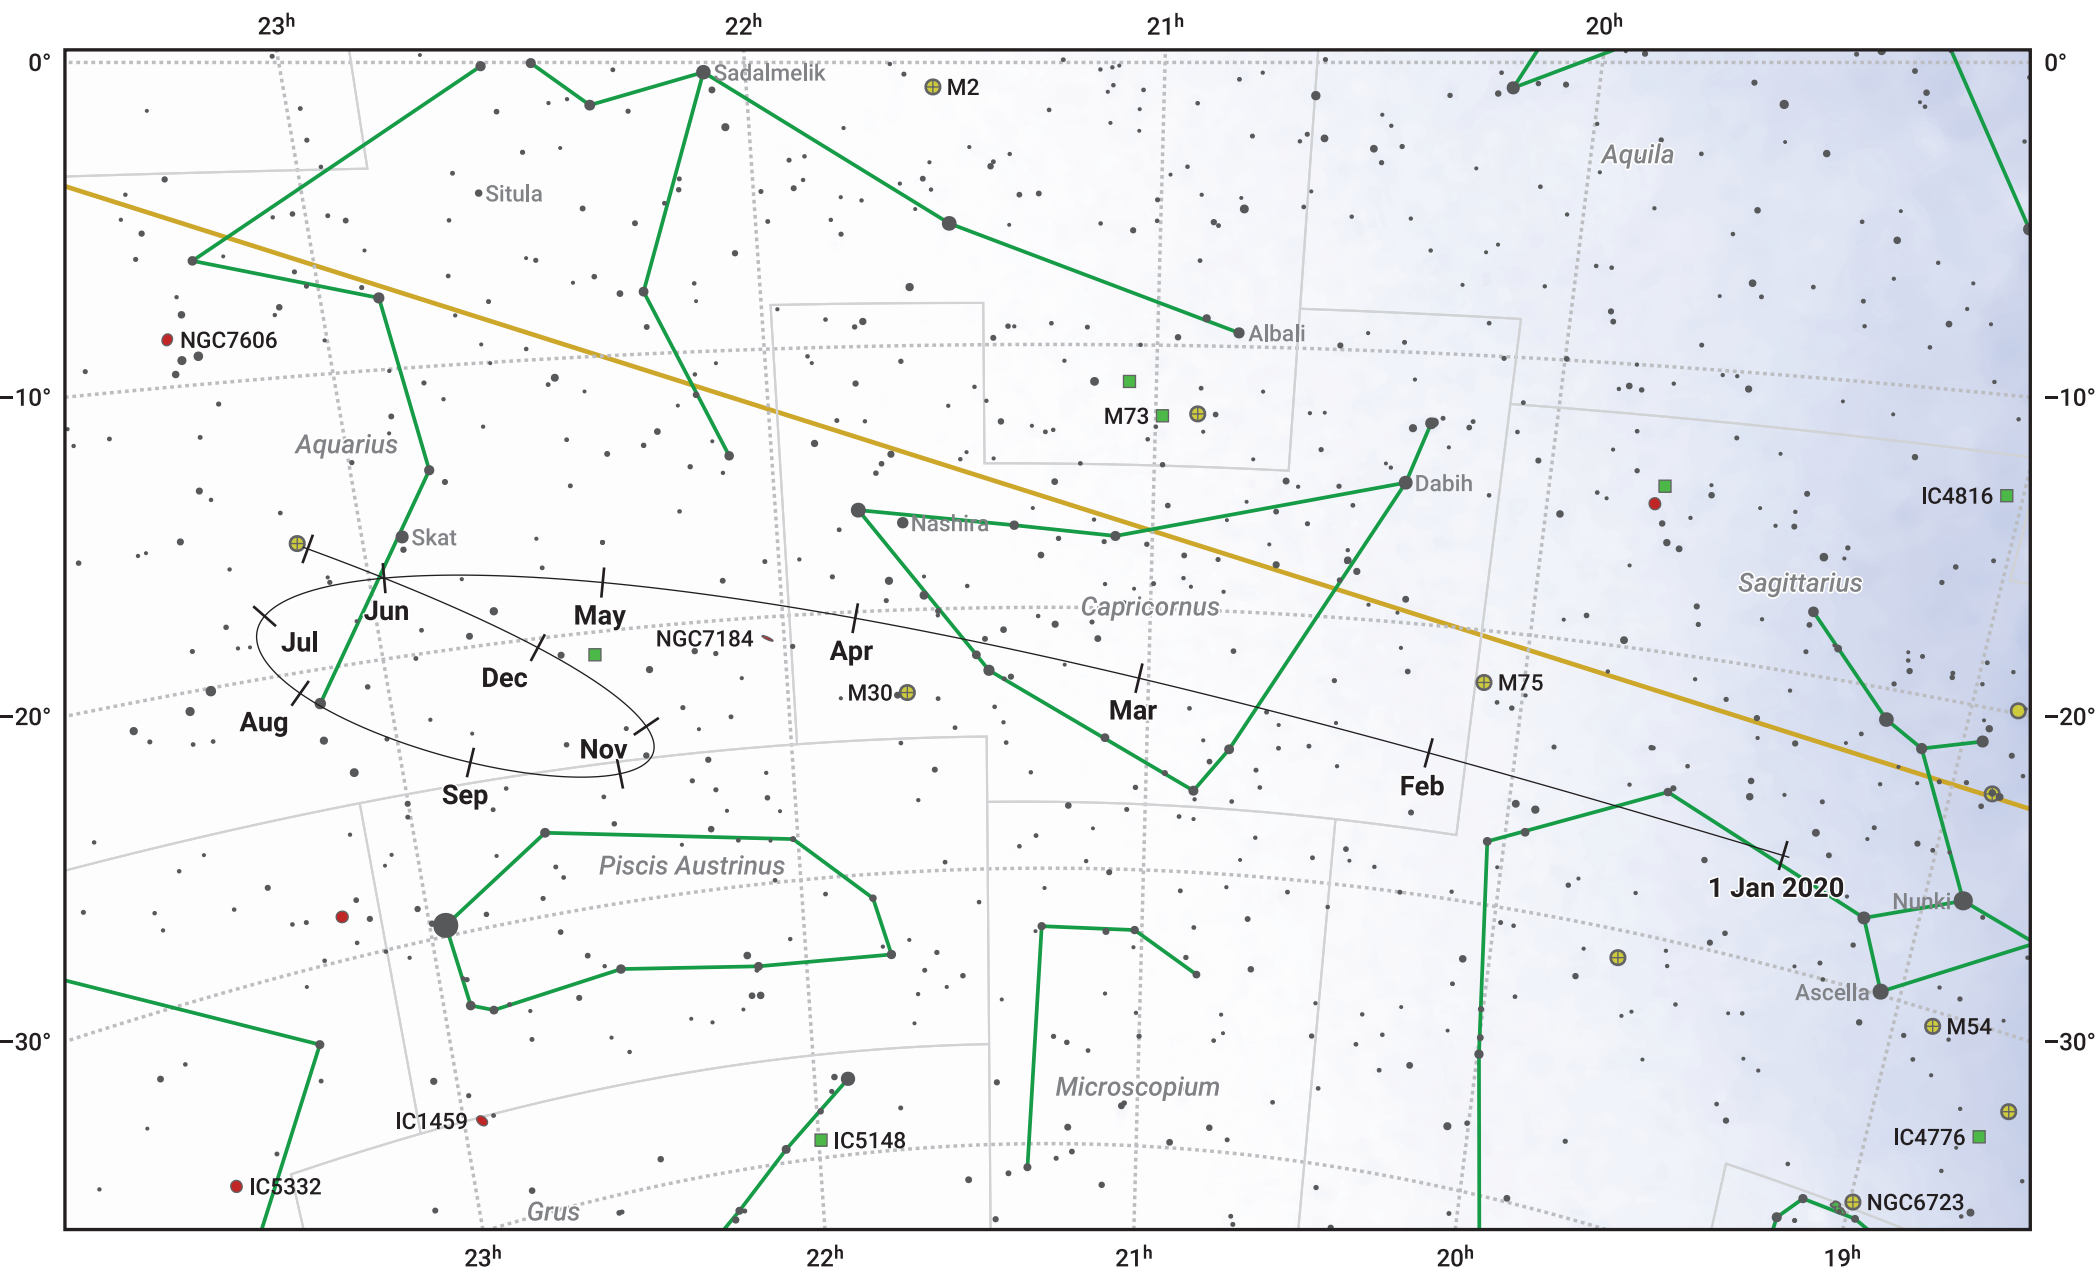 23h
22h
21h
20h
0°
0°
Sadalmelik
M2
Aquila
Situla
NGC7606
Albali
−10°
−10°
M73
Aquarius
Dabih
IC4816
Nashira
Skat
Sagittarius
Capricornus
Jun
May
Jul
NGC7184
Apr
Dec
M30
M75
Mar
−20°
−20°
Aug
Nov
Feb
Sep
Piscis Austrinus
1 Jan 2020
Nunki
Ascella
M54
−30°
−30°
Microscopium
IC1459
IC5148
IC4776
IC5332
NGC6723
Grus
23h
22h
21h
20h
19h